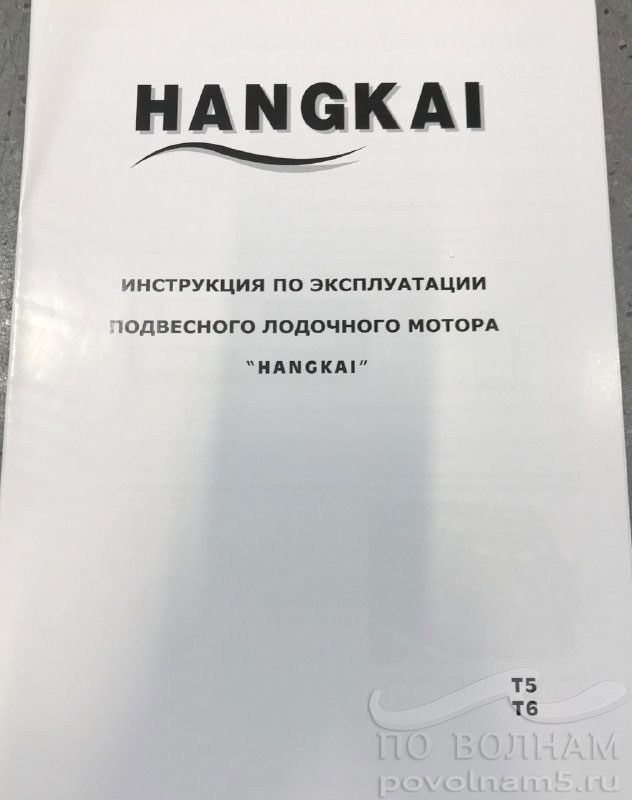 HANGKAI
ИНСТРУКЦИЯ ПО ЭКСПЛУАТАЦИИ
ПОДВЕСНОГО ЛОДОЧНОГО МОТОРА
"HANGKAI"
T5
T6
ПО ВОЛНАМ
povolnam5.ru